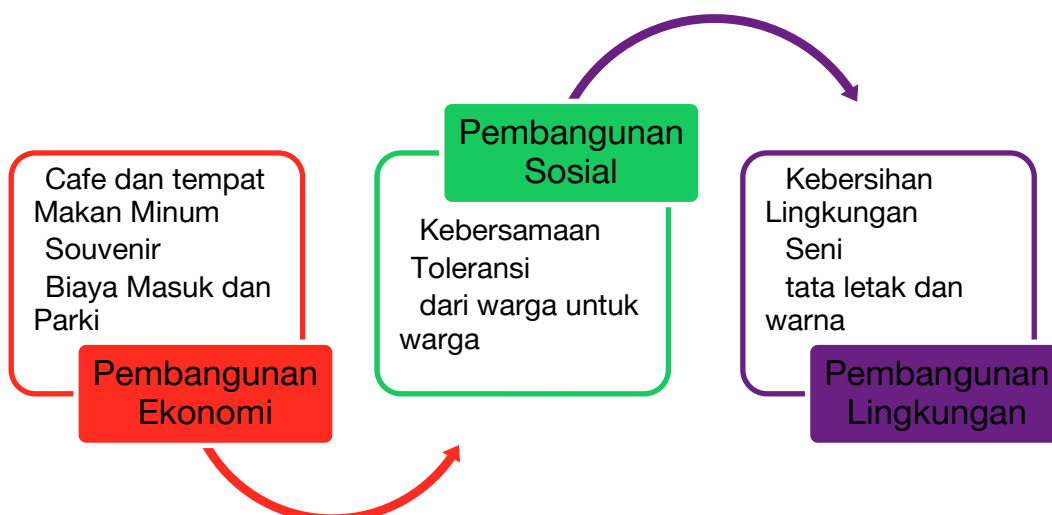 Cafe dan tempat
Makan Minum
Souvenir
Biaya Masuk dan
Parki
Pembangunan
Ekonomi
Pembangunan
Sosial
Kebersamaan
Toleransi
dari warga untuk
warga
Kebersihan
Lingkungan
Seni
tata letak dan
warna
Pembangunan
Lingkungan